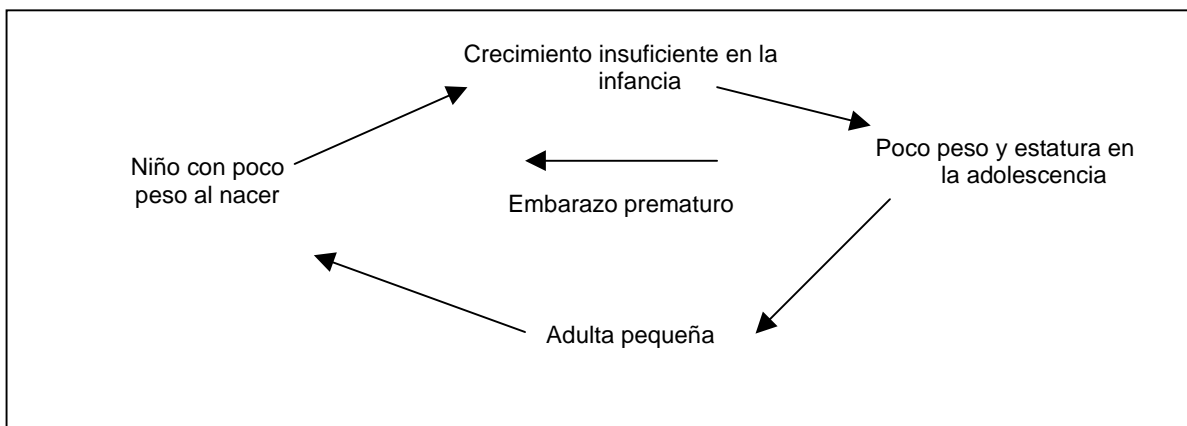 Crecimiento insuficiente en la
infancia
Niño con poco
peso al nacer
Poco peso y estatura en
la adolescencia
Embarazo prematuro
Adulta pequeña